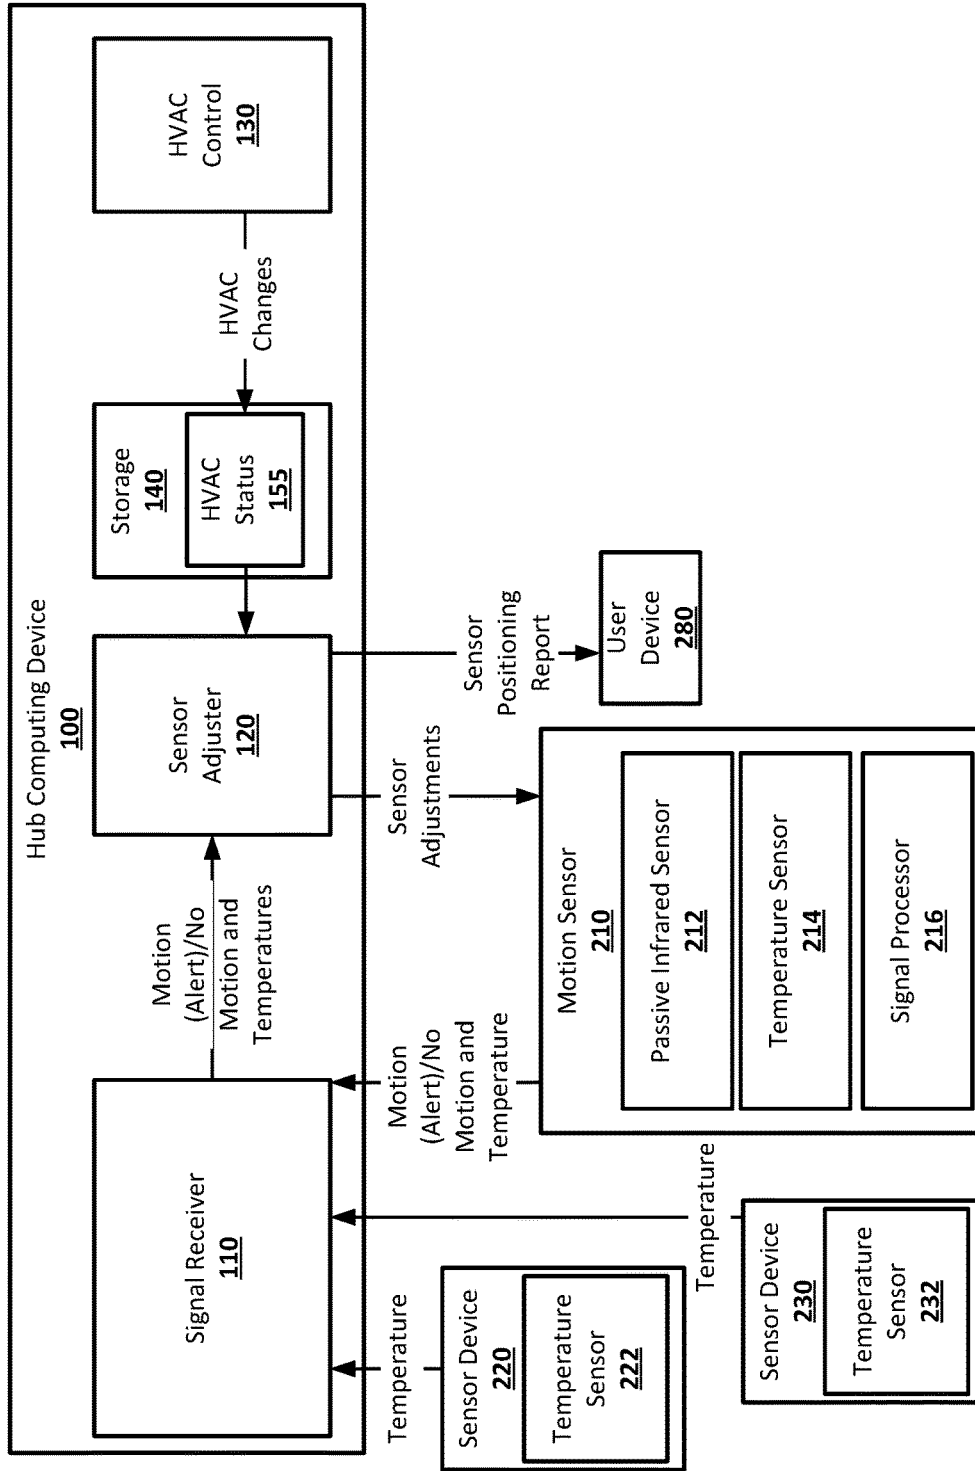 Hub Computing Device
100
Signal Receiver
110
Motion
(Alert)/No
Motion and
Temperatures
Sensor
Adjuster
120
Storage
140
HVAC
Status
155
HVAC
Changes
HVAC
Control
130
Temperature
Temperature
Motion
(Alert)/No
Motion and
Temperature
Sensor
Adjustments
Sensor
Positioning
Report
Sensor Device
220
Temperature
Sensor
222
Sensor Device
230
Temperature
Sensor
232
Motion Sensor
210
Passive Infrared Sensor
212
Temperature Sensor
214
Signal Processor
216
User
Device
280